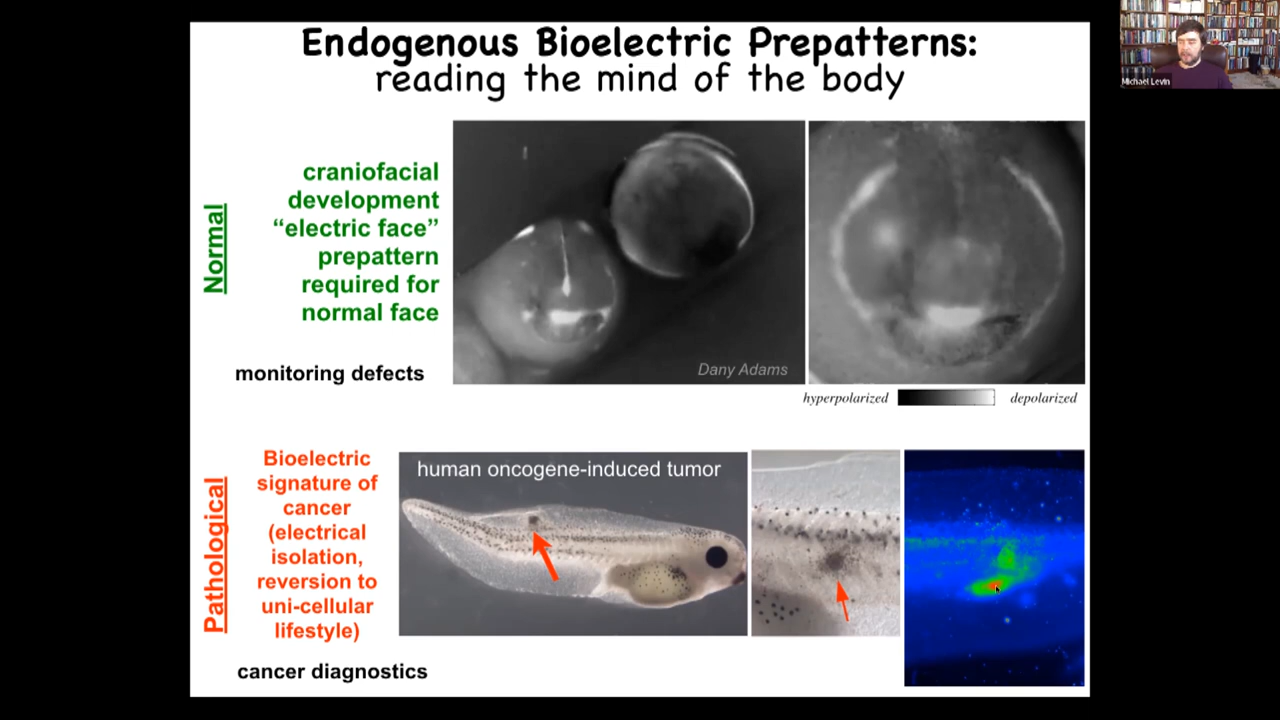 Endogenous Bioelectric Prepatterns:
reading the mind of the body
Michael Levin
Normal
craniofacial
development
“electric face”
prepattern
required for
normal face
monitoring defects
Dany Adams
hyperpolarized
depolarized
Pathological
Bioelectric
signature of
cancer
(electrical
isolation,
reversion to
uni-cellular
lifestyle)
cancer diagnostics
human oncogene-induced tumor